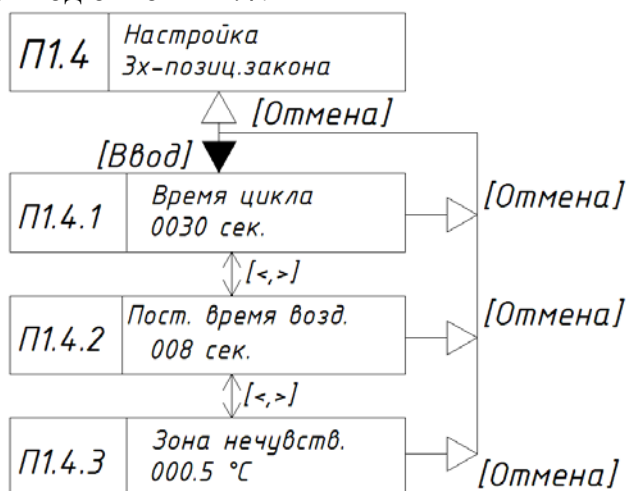 П1.4
Настройка
3х-позиц.закона
[Отмена]
[Ввод]
П1.4.1
Время цикла
0030 сек.
[Отмена]
[<,>]
П1.4.2
Пост. время возд.
008 сек.
[Отмена]
[<,>]
П1.4.3
Зона нечувств.
000.5 °С
[Отмена]